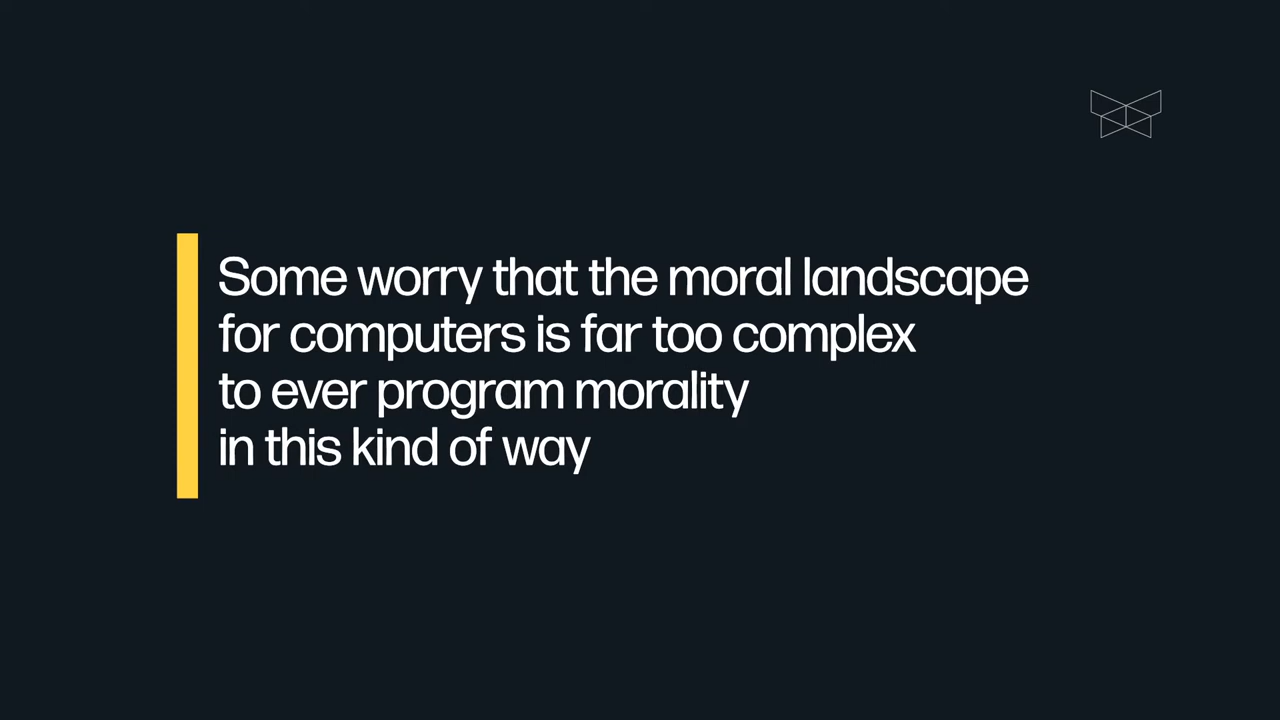 Some worry that the moral landscape
for computers is far too complex
to ever program morality
in this kind of way